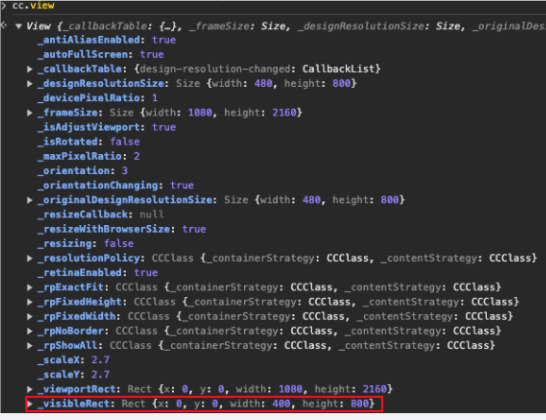 > cc.view
▼ View {_callbackTable: {…}, _frameSize: Size, _designResolutionSize: Size, _originalDesi
_antiAliasEnabled: true
_autoFullScreen: true
▶ _callbackTable: {design-resolution-changed: CallbackList}
▶ _designResolutionSize: Size {width: 480, height: 800}
_devicePixelRatio: 1
▶ _frameSize: Size {width: 1080, height: 2160}
_isAdjustViewport: true
_isRotated: false
_maxPixelRatio: 2
_orientation: 3
_orientationChanging: true
▶ _originalDesignResolutionSize: Size {width: 480, height: 800}
_resizeCallback: null
_resizeWithBrowserSize: true
_resizing: false
▶ _resolutionPolicy: CCClass {_containerStrategy: CCClass, _contentStrategy: CCClass}
_retinaEnabled: true
▶ _rpExactFit: CCClass {_containerStrategy: CCClass, _contentStrategy: CCClass}
▶ _rpFixedHeight: CCClass {_containerStrategy: CCClass, _contentStrategy: CCClass}
▶ _rpFixedWidth: CCClass {_containerStrategy: CCClass, _contentStrategy: CCClass}
▶ _rpNoBorder: CCClass {_containerStrategy: CCClass, _contentStrategy: CCClass}
▶ _rpShowAll: CCClass {_containerStrategy: CCClass, _contentStrategy: CCClass}
_scaleX: 2.7
_scaleY: 2.7
▶ _viewportRect: Rect {x: 0, y: 0, width: 1080, height: 2160}
▶ _visibleRect: Rect {x: 0, y: 0, width: 400, height: 800}